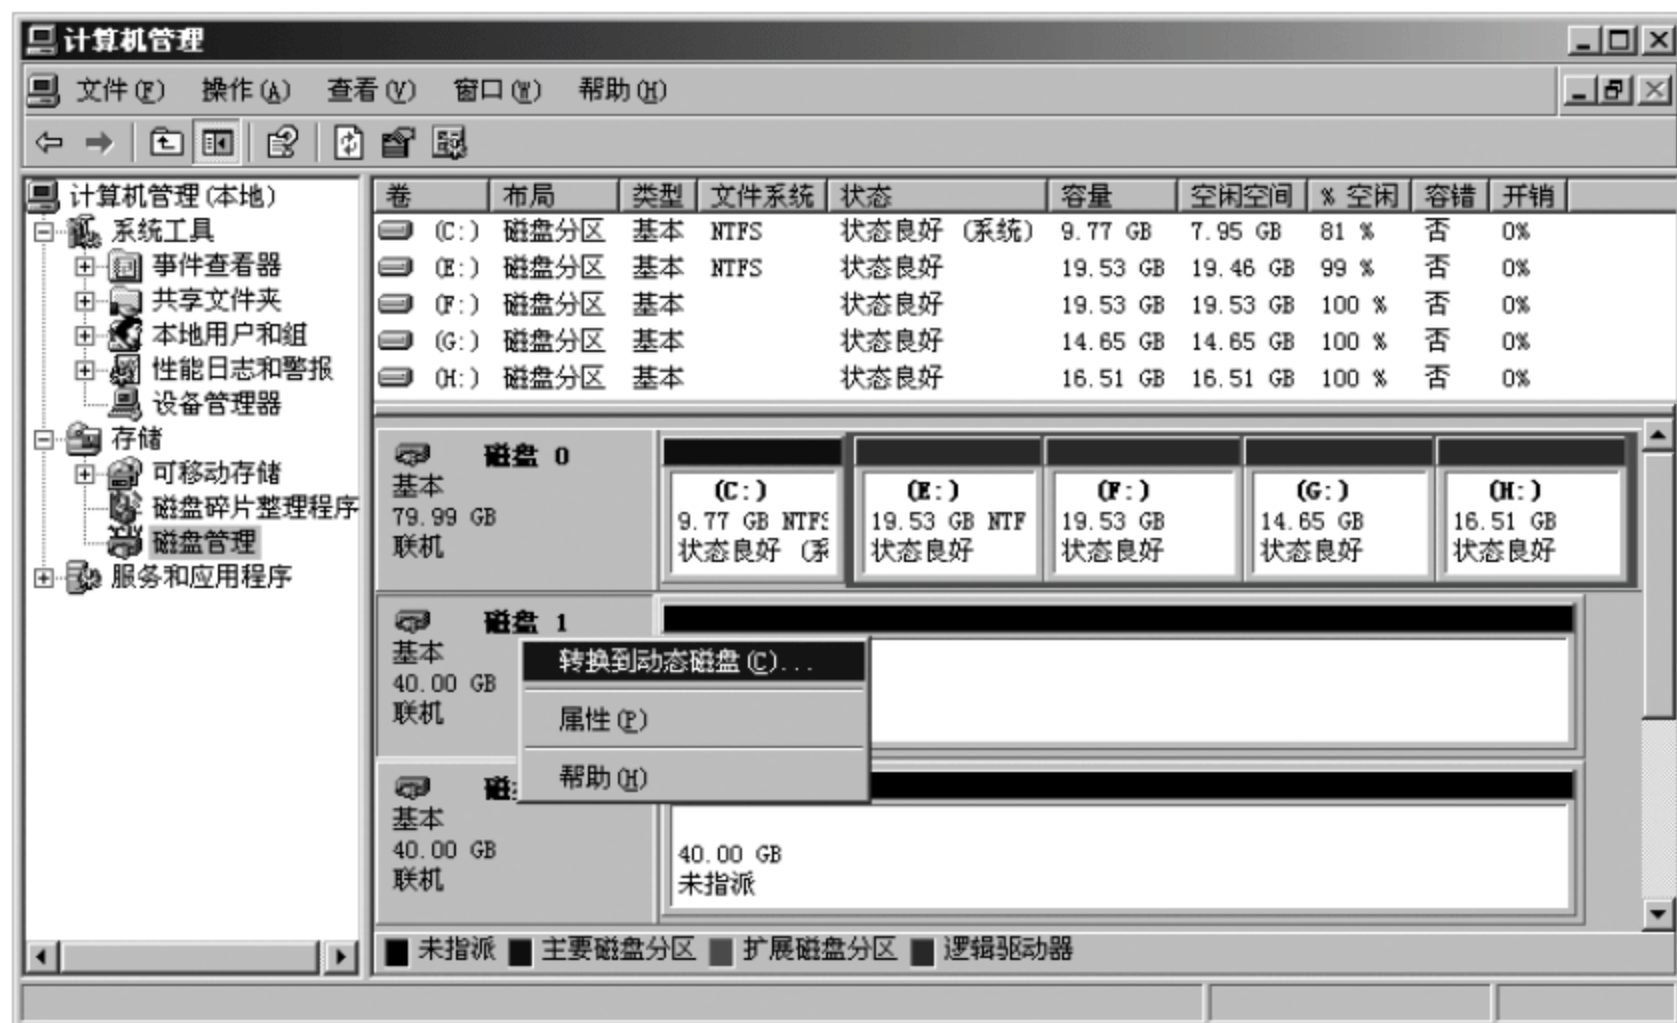 计算机管理
文件(F) 操作(A) 查看(V) 窗口(W) 帮助(H)
计算机管理(本地)
系统工具
事件查看器
共享文件夹
本地用户和组
性能日志和警报
设备管理器
存储
可移动存储
磁盘碎片整理程序
磁盘管理
服务和应用程序
卷 布局 类型 文件系统 状态 容量 空闲空间 % 空闲 容错 开销
(C:) 磁盘分区 基本 NTFS 状态良好 (系统) 9.77 GB 7.95 GB 81 % 否 0%
(E:) 磁盘分区 基本 NTFS 状态良好 19.53 GB 19.46 GB 99 % 否 0%
(F:) 磁盘分区 基本 状态良好 19.53 GB 19.53 GB 100 % 否 0%
(G:) 磁盘分区 基本 状态良好 14.65 GB 14.65 GB 100 % 否 0%
(H:) 磁盘分区 基本 状态良好 16.51 GB 16.51 GB 100 % 否 0%
磁盘 0
基本
79.99 GB
联机
(C:)
9.77 GB NTFS
状态良好 (系
(E:)
19.53 GB NTF
状态良好
(F:)
19.53 GB
状态良好
(G:)
14.65 GB
状态良好
(H:)
16.51 GB
状态良好
磁盘 1
基本
40.00 GB
联机
转换到动态磁盘(C)...
属性(P)
帮助(H)
基本
40.00 GB
联机
40.00 GB
未指派
未指派 主要磁盘分区 扩展磁盘分区 逻辑驱动器